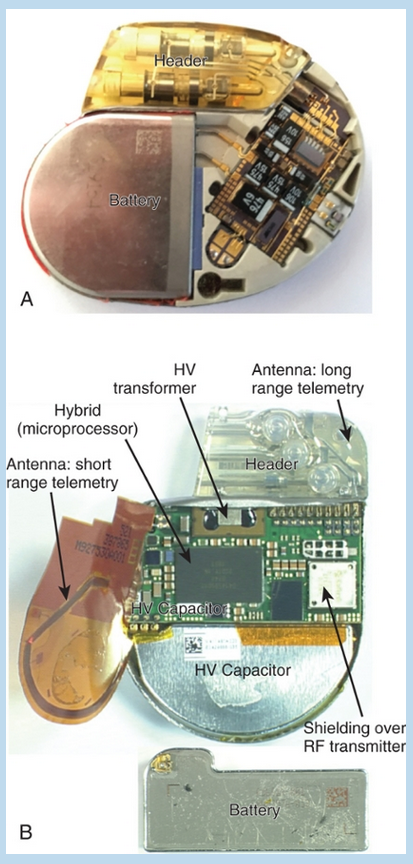 Header
Battery
A
HV
transformer
Antenna: long
range telemetry
Hybrid
(microprocessor)
Antenna: short
range telemetry
Header
HV Capacitor
HV Capacitor
Shielding over
RF transmitter
Battery
B